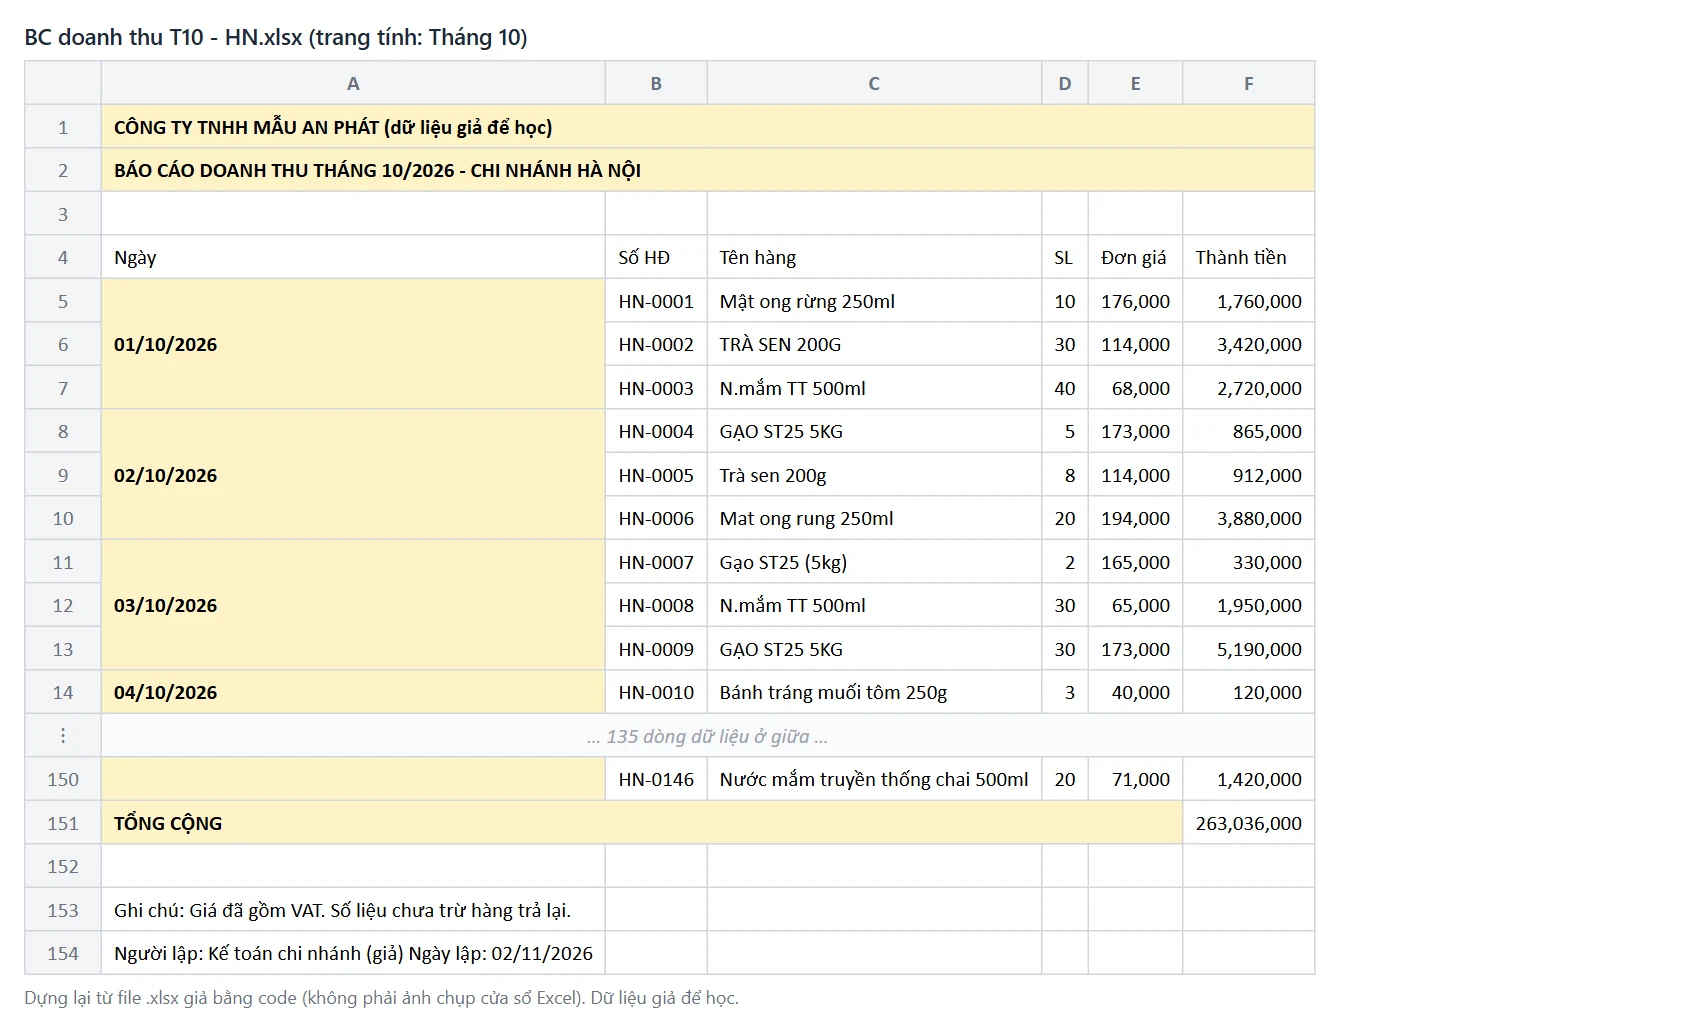 BC doanh thu T10 - HN.xlsx (trang tính: Tháng 10)
A B C D E F
1 CÔNG TY TNHH MẪU AN PHÁT (dữ liệu giả để học)
2 BÁO CÁO DOANH THU THÁNG 10/2026 - CHI NHÁNH HÀ NỘI
3
4 Ngày Số HĐ Tên hàng SL Đơn giá Thành tiền
5 HN-0001 Mật ong rừng 250ml 10 176,000 1,760,000
6 01/10/2026 HN-0002 TRÀ SEN 200G 30 114,000 3,420,000
7 HN-0003 N.mắm TT 500ml 40 68,000 2,720,000
8 HN-0004 GẠO ST25 5KG 5 173,000 865,000
9 02/10/2026 HN-0005 Trà sen 200g 8 114,000 912,000
10 HN-0006 Mat ong rung 250ml 20 194,000 3,880,000
11 HN-0007 Gạo ST25 (5kg) 2 165,000 330,000
12 03/10/2026 HN-0008 N.mắm TT 500ml 30 65,000 1,950,000
13 HN-0009 GẠO ST25 5KG 30 173,000 5,190,000
14 04/10/2026 HN-0010 Bánh tráng muối tôm 250g 3 40,000 120,000
⋮ ... 135 dòng dữ liệu ở giữa ...
150 HN-0146 Nước mắm truyền thống chai 500ml 20 71,000 1,420,000
151 TỔNG CỘNG 263,036,000
152
153 Ghi chú: Giá đã gồm VAT. Số liệu chưa trừ hàng trả lại.
154 Người lập: Kế toán chi nhánh (giả) Ngày lập: 02/11/2026
Dựng lại từ file .xlsx giả bằng code (không phải ảnh chụp cửa sổ Excel). Dữ liệu giả để học.